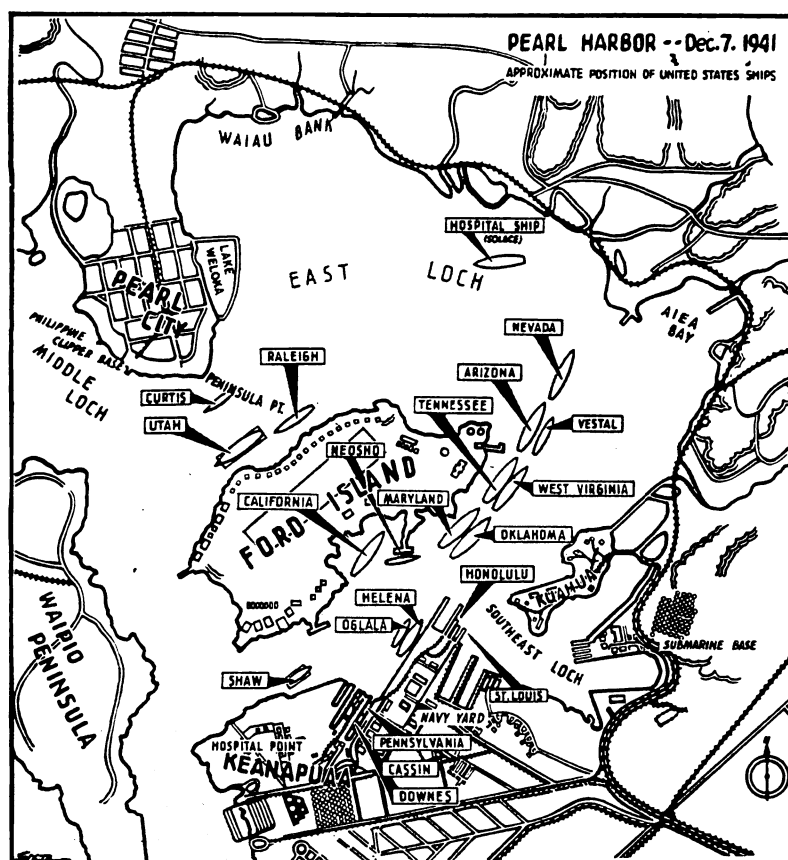 PEARL HARBOR -- Dec. 7. 1941
APPROXIMATE POSITION OF UNITED STATES SHIPS
WAIAU BANK
HOSPITAL SHIP
(SOLACE)
LAKE
WELOKA
EAST LOCH
PEARL
CITY
AIEA
BAY
PHILIPPINE
CLIPPER BASE
MIDDLE
LOCH
NEVADA
RALEIGH
PENINSULA PT.
ARIZONA
CURTIS
TENNESSEE
VESTAL
UTAH
NEOSHO
FORD ISLAND
WEST VIRGINIA
CALIFORNIA
MARYLAND
OKLAHOMA
HONOLULU
KUAHUA
HELENA
WAIPIO
PENINSULA
OGLALA
SOUTHEAST LOCH
SUBMARINE BASE
SHAW
ST. LOUIS
NAVY YARD
HOSPITAL POINT
PENNSYLVANIA
KEANAPUAA
CASSIN
DOWNES
N